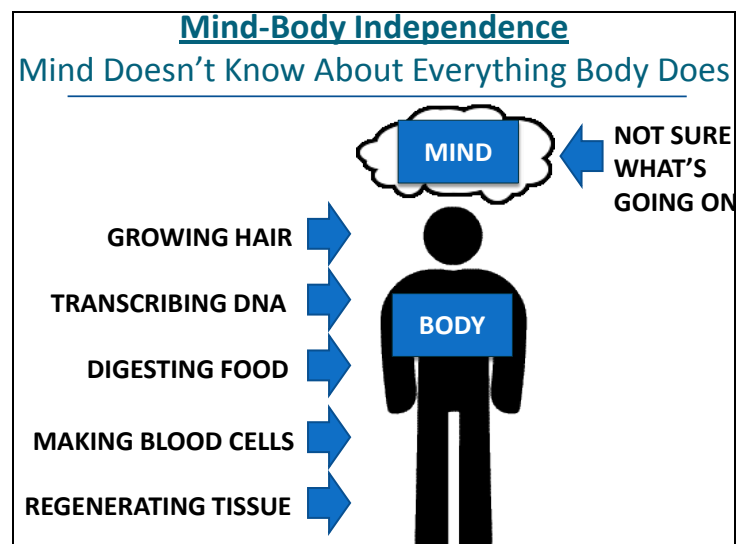 Mind-Body Independence
Mind Doesn’t Know About Everything Body Does
MIND
NOT SURE
WHAT’S
GOING ON
GROWING HAIR
TRANSCRIBING DNA
BODY
DIGESTING FOOD
MAKING BLOOD CELLS
REGENERATING TISSUE